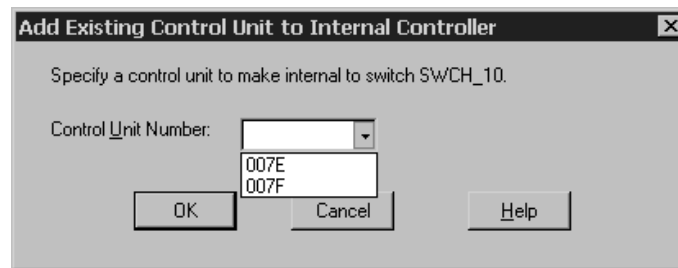 Add Existing Control Unit to Internal Controller
Specify a control unit to make internal to switch SWCH_10.
Control Unit Number:
007E
007F
OK Cancel Help